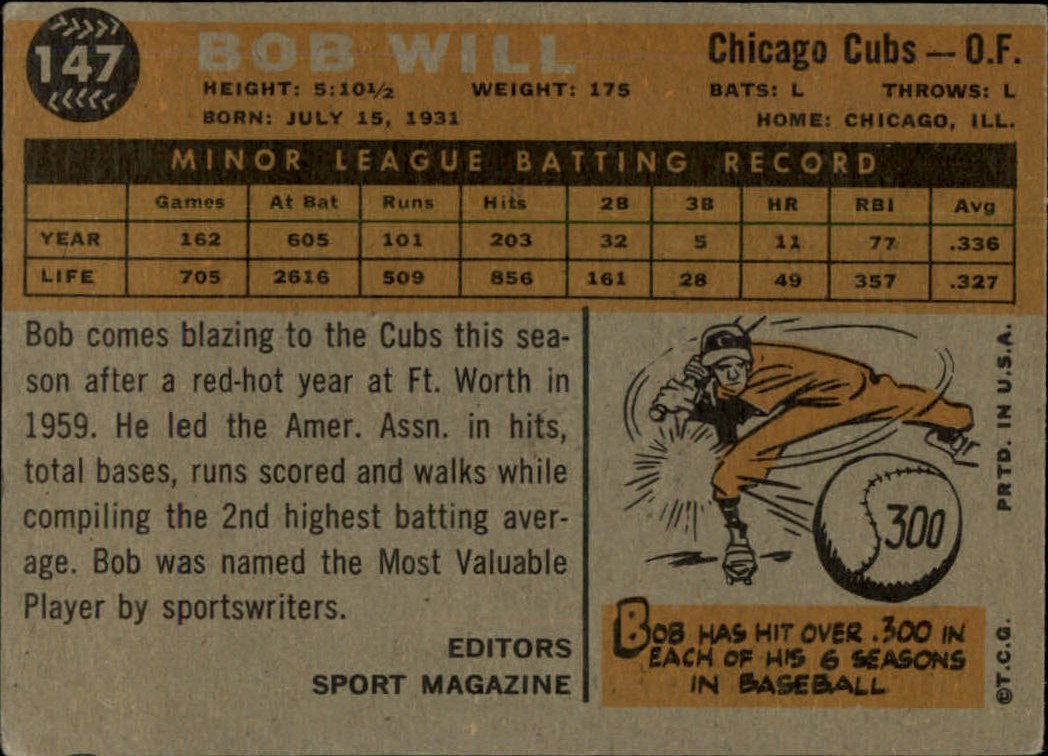 147
BOB WILL
Chicago Cubs — O.F.
HEIGHT: 5:10½ WEIGHT: 175 BATS: L THROWS: L
BORN: JULY 15, 1931 HOME: CHICAGO, ILL.
MINOR LEAGUE BATTING RECORD
Games At Bat Runs Hits 2B 3B HR RBI Avg
YEAR 162 605 101 203 32 5 11 77 .336
LIFE 705 2616 509 856 161 28 49 357 .327
Bob comes blazing to the Cubs this sea-
son after a red-hot year at Ft. Worth in
1959. He led the Amer. Assn. in hits,
total bases, runs scored and walks while
compiling the 2nd highest batting aver-
age. Bob was named the Most Valuable
Player by sportswriters.
EDITORS
SPORT MAGAZINE
C
300
BOB HAS HIT OVER .300 IN
EACH OF HIS 6 SEASONS
IN BASEBALL
©T.C.G. PRTD. IN U.S.A.